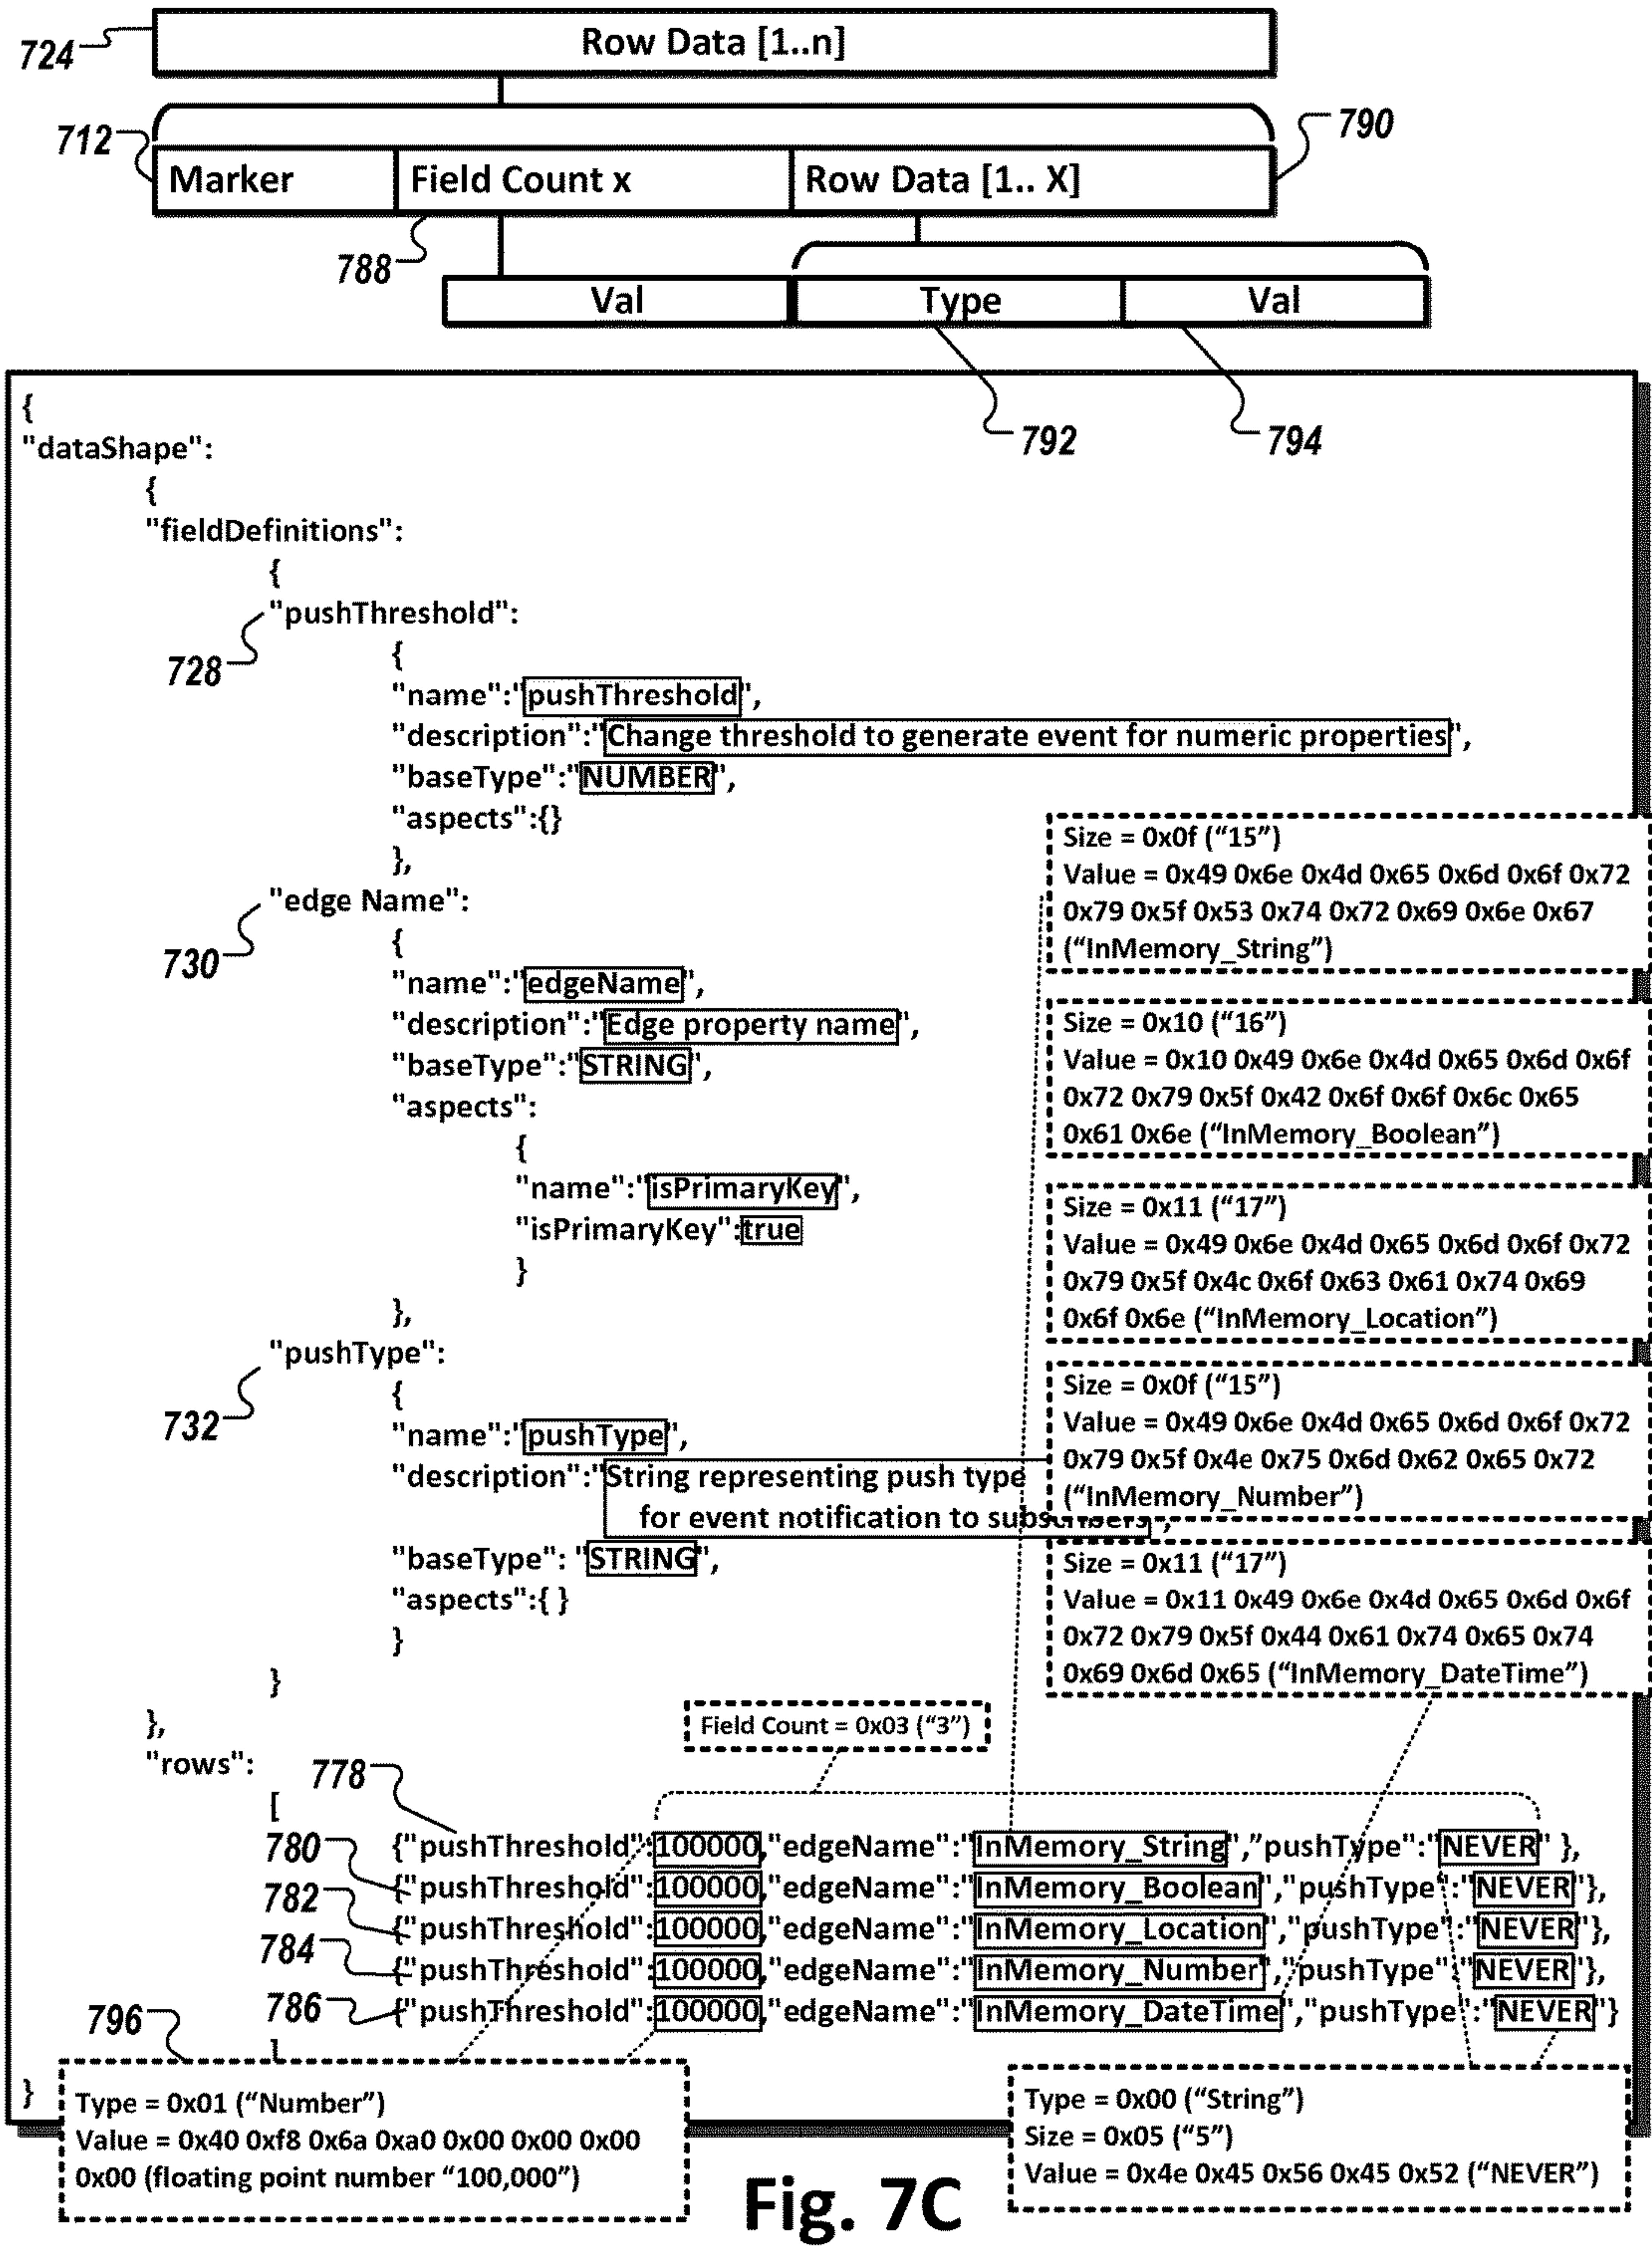 724
Row Data [1..n]
712
790
Marker
Field Count x
Row Data [1.. X]
788
Val
Type
Val
792
794
{
"dataShape":
{
"fieldDefinitions":
{
"pushThreshold":
728
{
"name":"pushThreshold",
"description":"Change threshold to generate event for numeric properties",
"baseType":"NUMBER",
"aspects":{}
},
"edge Name":
730
{
"name":"edgeName",
"description":"Edge property name",
"baseType":"STRING",
"aspects":
{
"name":"isPrimaryKey",
"isPrimaryKey":true
}
},
"pushType":
732
{
"name":"pushType",
"description":"String representing push type
for event notification to subscribers",
"baseType": "STRING",
"aspects":{ }
}
}
},
Size = 0x0f (“15”)
Value = 0x49 0x6e 0x4d 0x65 0x6d 0x6f 0x72
0x79 0x5f 0x53 0x74 0x72 0x69 0x6e 0x67
(“InMemory_String”)
Size = 0x10 (“16”)
Value = 0x10 0x49 0x6e 0x4d 0x65 0x6d 0x6f
0x72 0x79 0x5f 0x42 0x6f 0x6f 0x6c 0x65
0x61 0x6e (“InMemory_Boolean”)
Size = 0x11 (“17”)
Value = 0x49 0x6e 0x4d 0x65 0x6d 0x6f 0x72
0x79 0x5f 0x4c 0x6f 0x63 0x61 0x74 0x69
0x6f 0x6e (“InMemory_Location”)
Size = 0x0f (“15”)
Value = 0x49 0x6e 0x4d 0x65 0x6d 0x6f 0x72
0x79 0x5f 0x4e 0x75 0x6d 0x62 0x65 0x72
(“InMemory_Number”)
Size = 0x11 (“17”)
Value = 0x11 0x49 0x6e 0x4d 0x65 0x6d 0x6f
0x72 0x79 0x5f 0x44 0x61 0x74 0x65 0x74
0x69 0x6d 0x65 (“InMemory_DateTime”)
Field Count = 0x03 (“3”)
"rows":
778
[
{"pushThreshold":100000,"edgeName":"InMemory_String","pushType":"NEVER" },
780
{"pushThreshold":100000,"edgeName":"InMemory_Boolean","pushType":"NEVER"},
782
{"pushThreshold":100000,"edgeName":"InMemory_Location","pushType":"NEVER"},
784
{"pushThreshold":100000,"edgeName":"InMemory_Number","pushType":"NEVER"},
786
{"pushThreshold":100000,"edgeName":"InMemory_DateTime","pushType":"NEVER"}
796
]
}
Type = 0x01 (“Number”)
Value = 0x40 0xf8 0x6a 0xa0 0x00 0x00 0x00
0x00 (floating point number “100,000”)
Type = 0x00 (“String”)
Size = 0x05 (“5”)
Value = 0x4e 0x45 0x56 0x45 0x52 (“NEVER”)
Fig. 7C